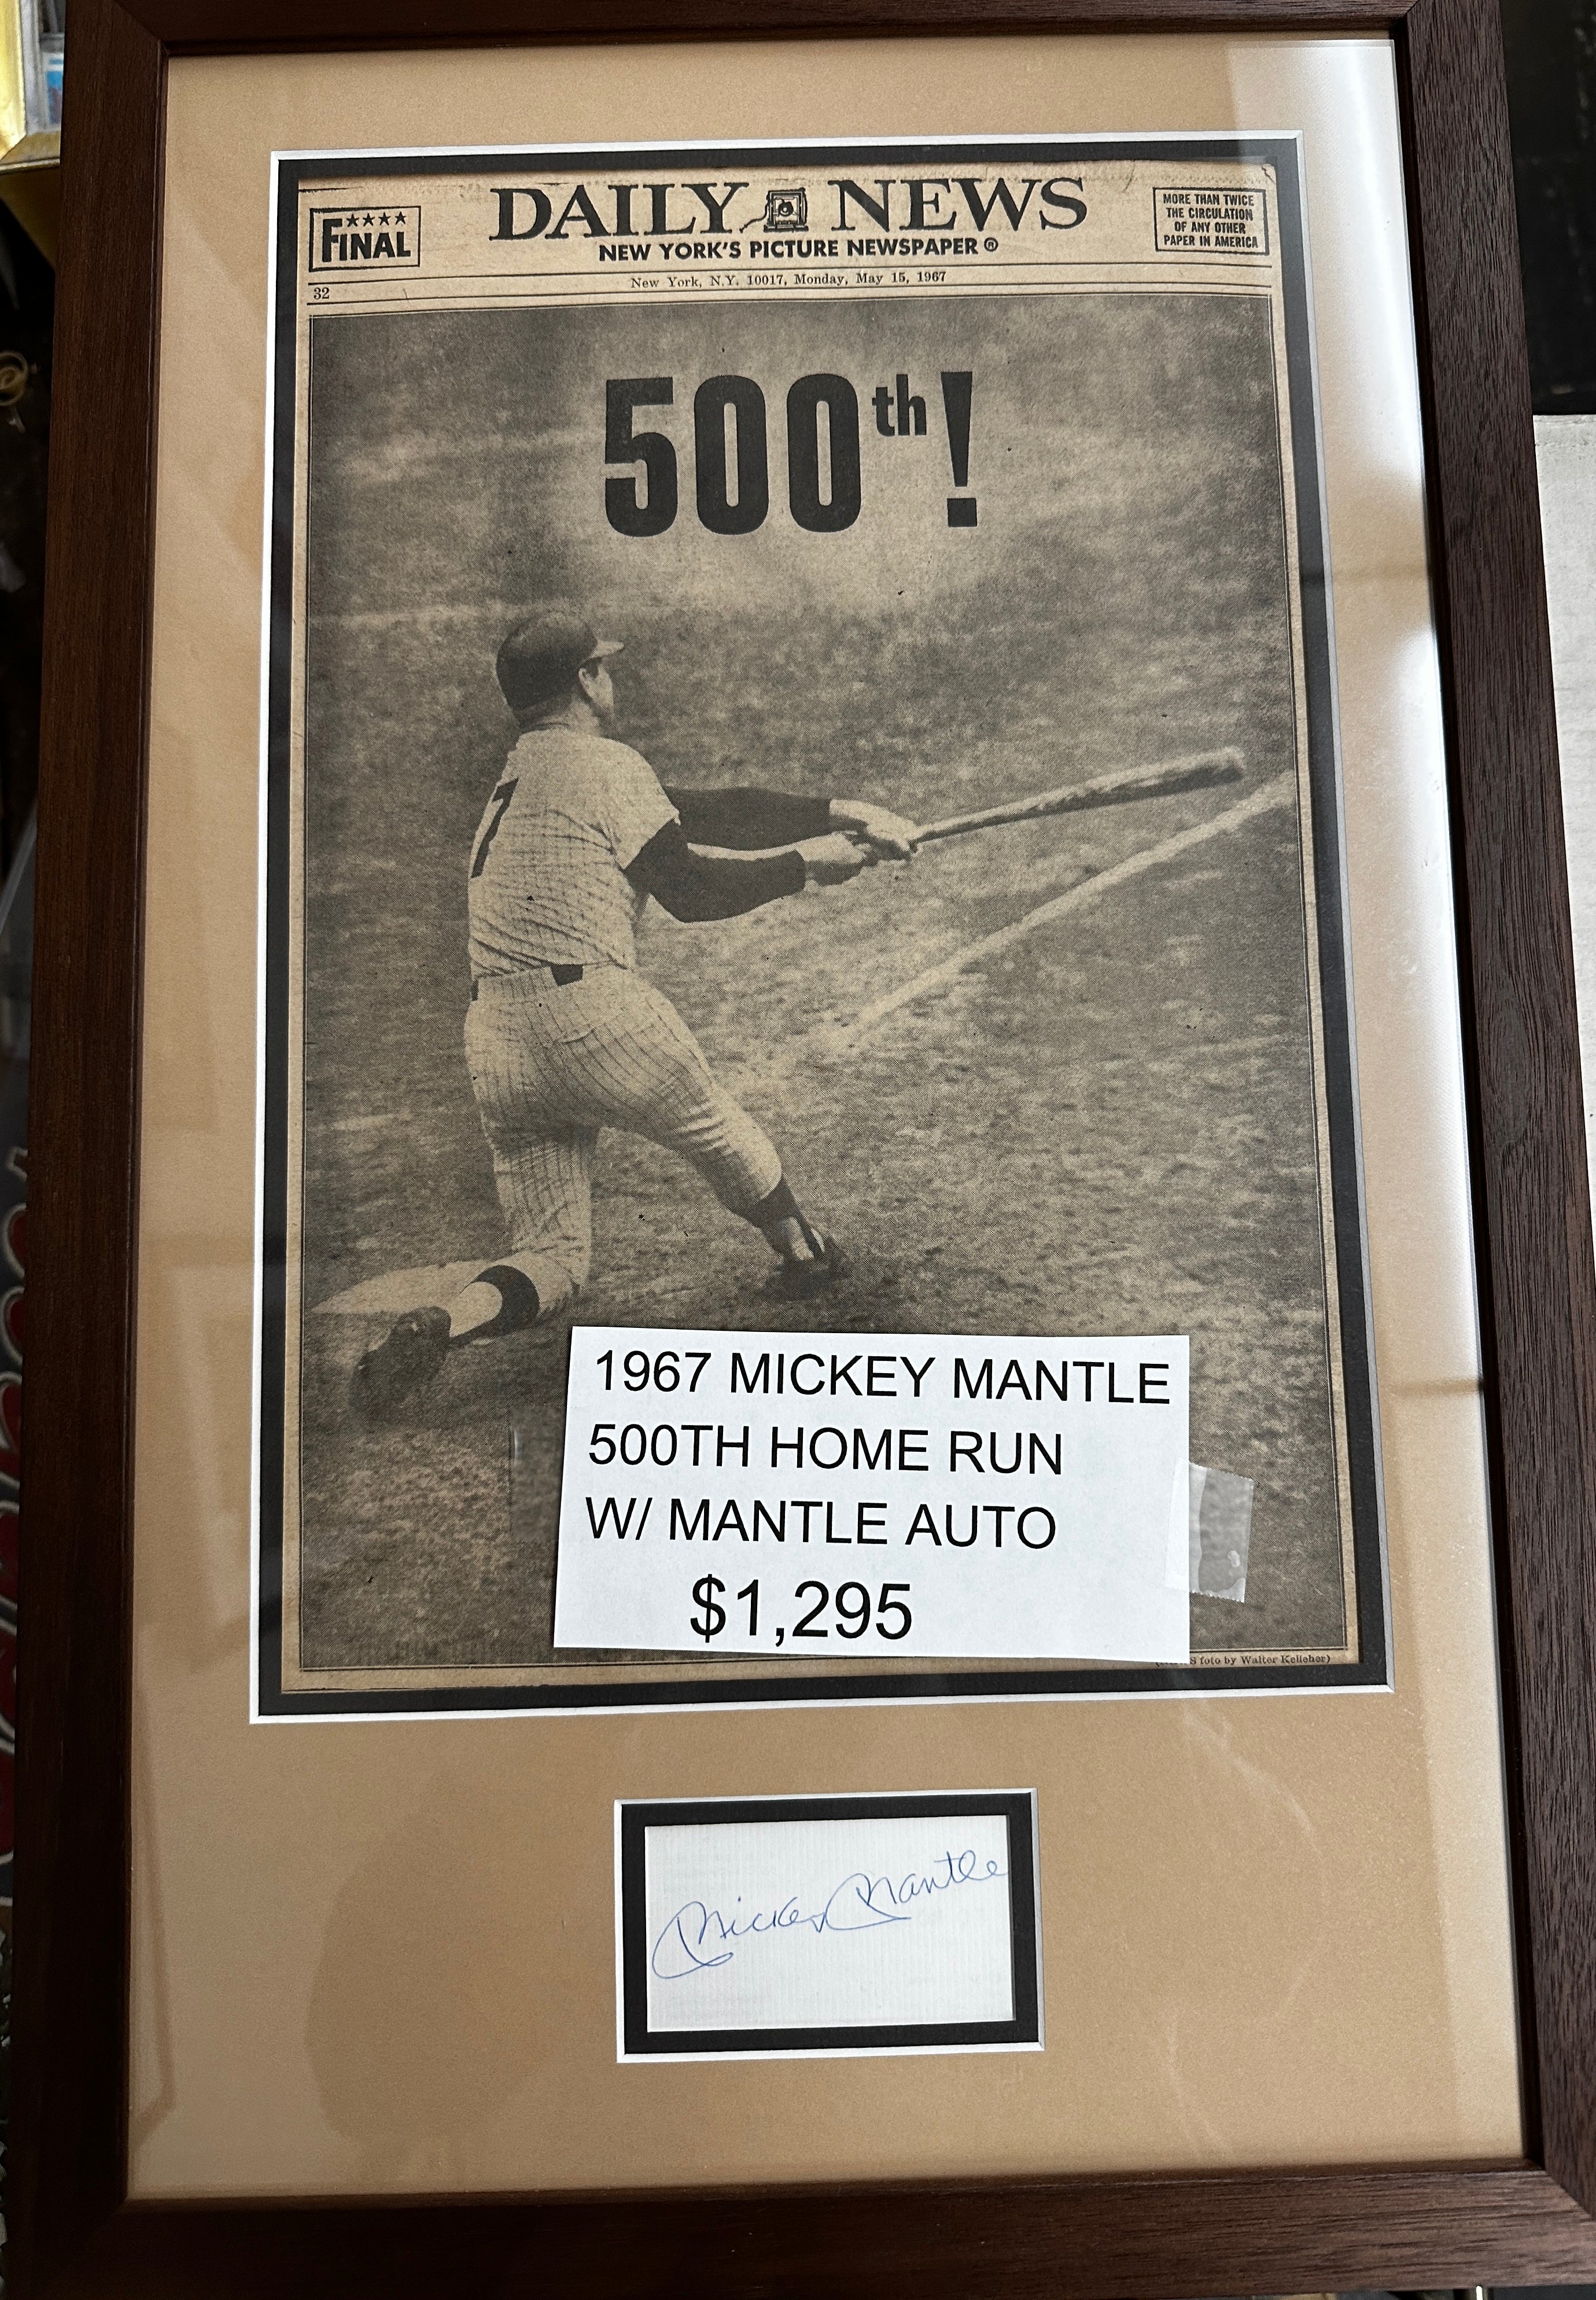 ★★★★
FINAL
DAILY NEWS
NEW YORK'S PICTURE NEWSPAPER ®
MORE THAN TWICE
THE CIRCULATION
OF ANY OTHER
PAPER IN AMERICA
32
New York, N.Y. 10017, Monday, May 15, 1967
500th!
7
1967 MICKEY MANTLE
500TH HOME RUN
W/ MANTLE AUTO
$1,295
foto by Walter Kelleher)
Mickey Mantle